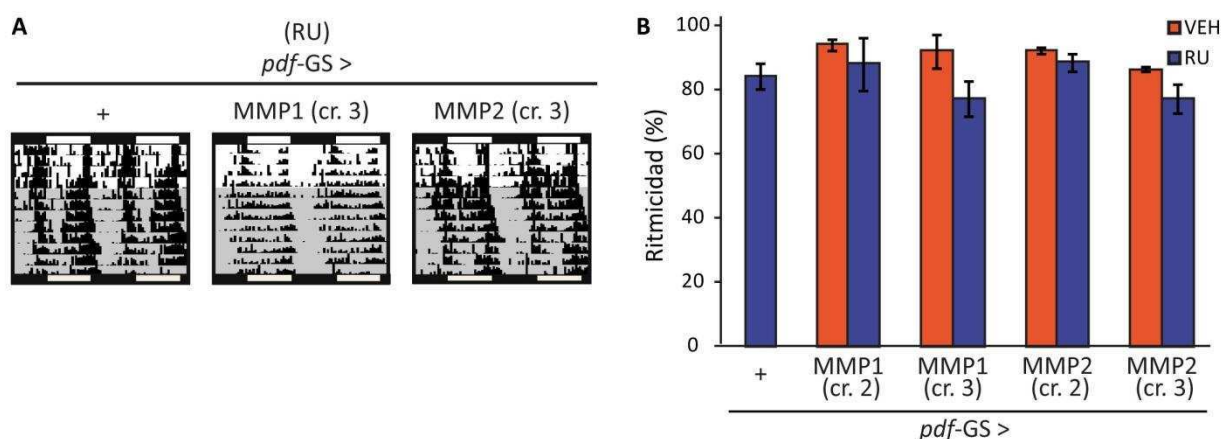 A
(RU)
pdf-GS >
+
MMP1 (cr. 3)
MMP2 (cr. 3)
B
Ritmicidad (%)
100
80
60
40
20
0
VEH
RU
+
MMP1
(cr. 2)
MMP1
(cr. 3)
MMP2
(cr. 2)
MMP2
(cr. 3)
pdf-GS >